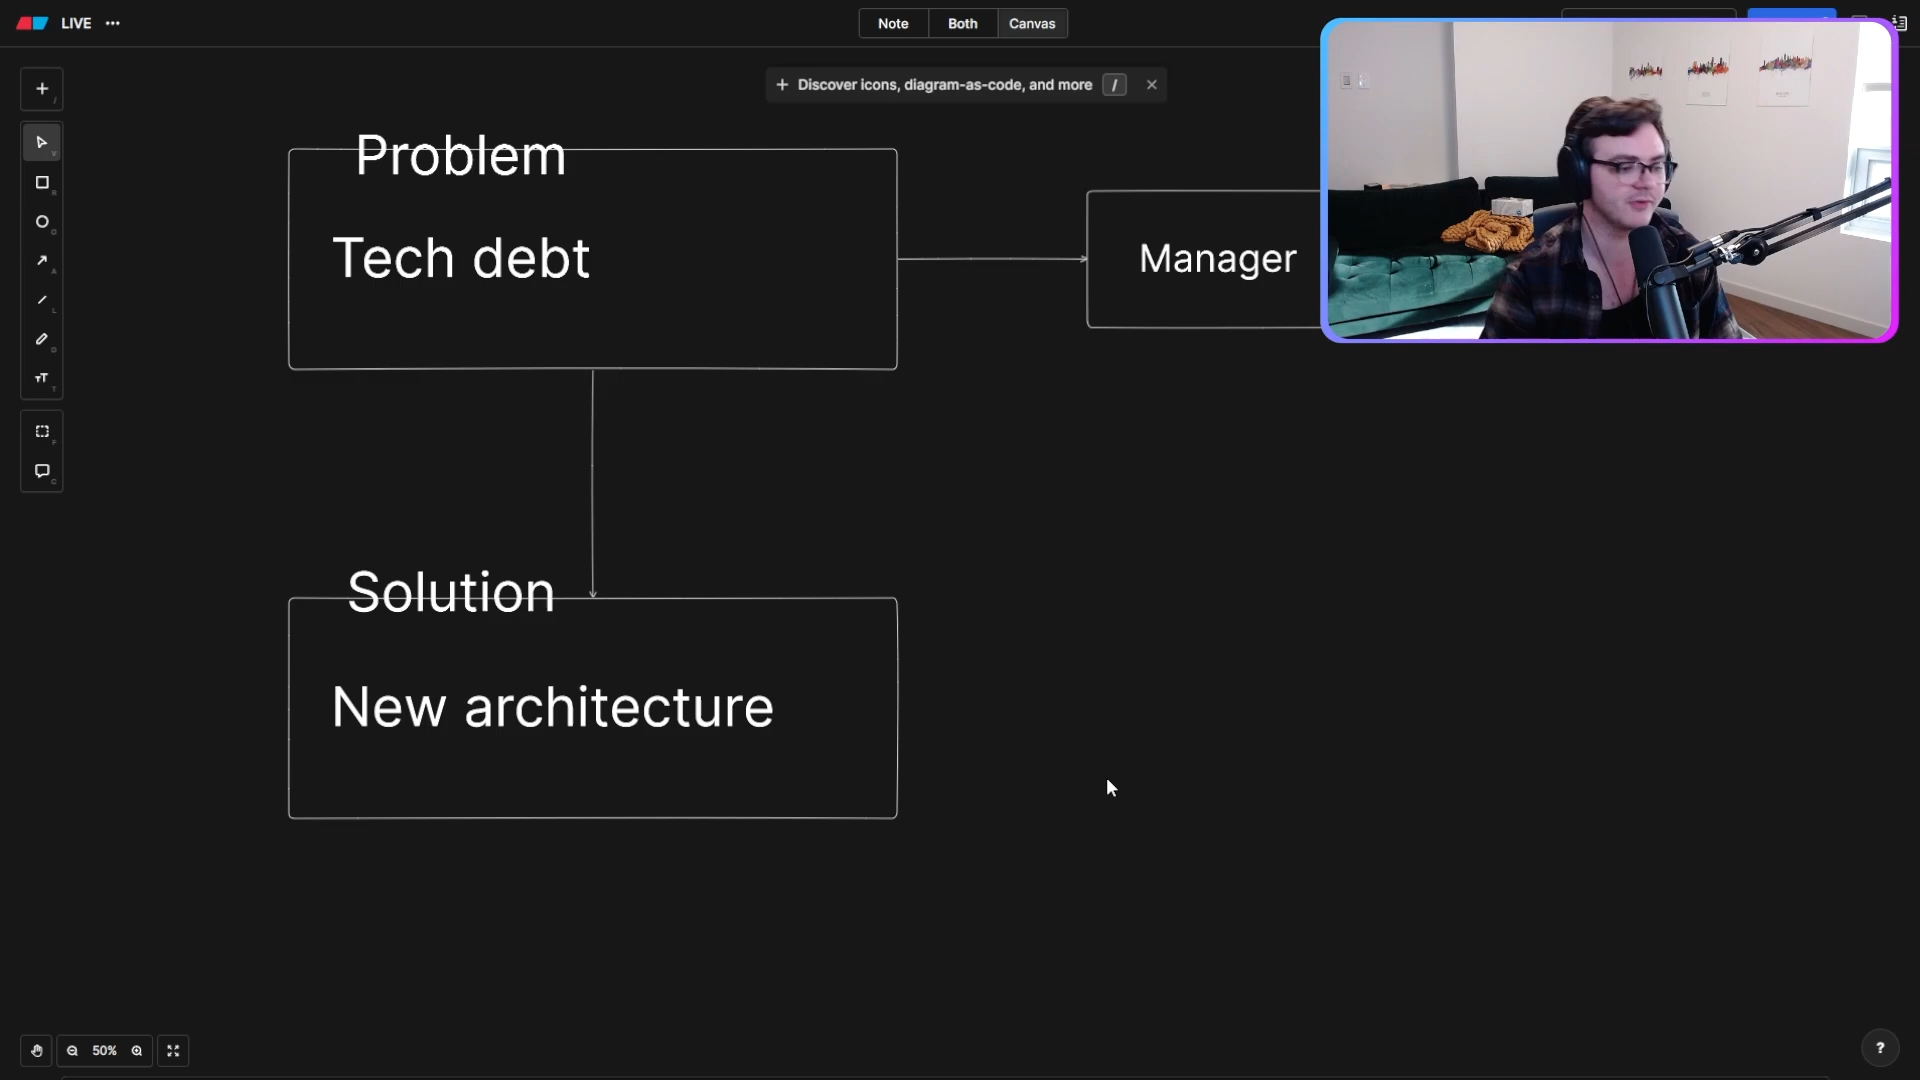 LIVE
Note
Both
Canvas
Discover icons, diagram-as-code, and more /
Problem
Tech debt
Manager
Solution
New architecture
50%
?